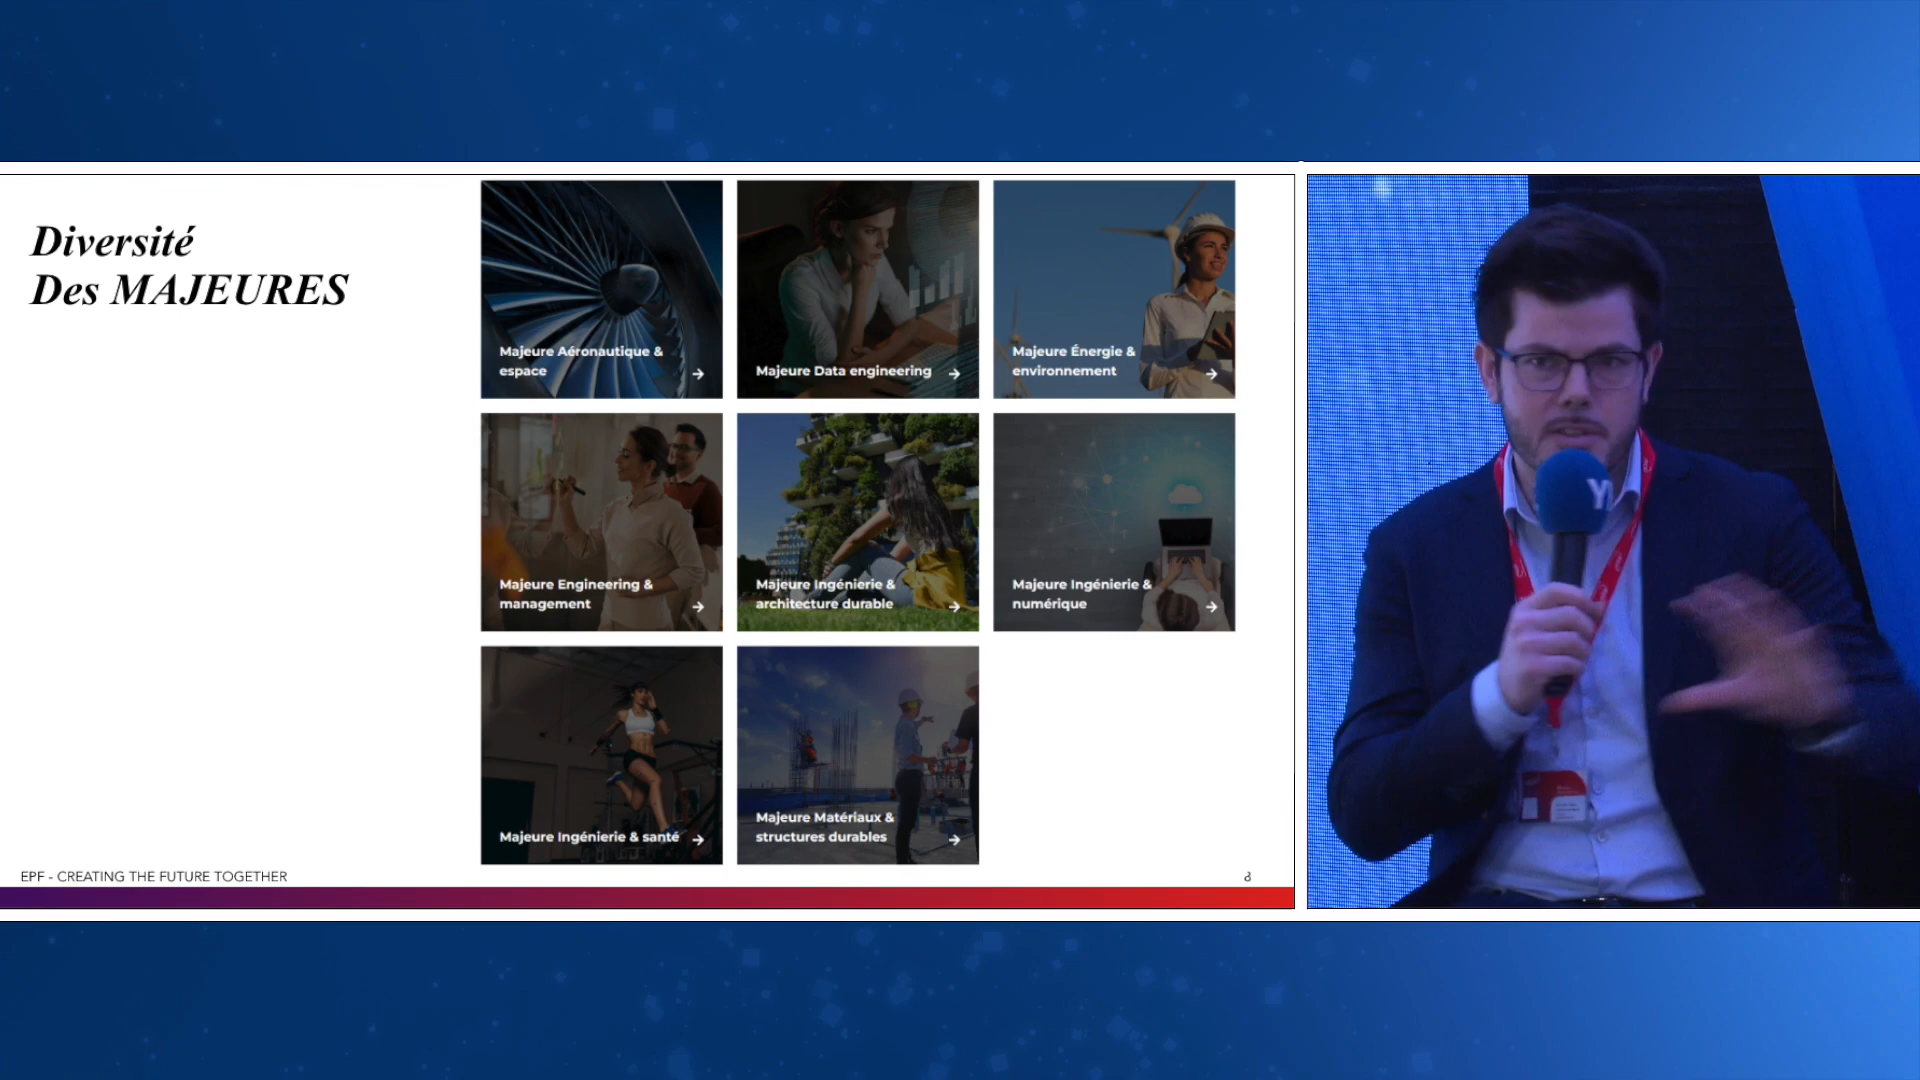 Diversité
Des MAJEURES
Majeure Aéronautique &
espace
Majeure Data engineering
Majeure Énergie &
environnement
Majeure Engineering &
management
Majeure Ingénierie &
architecture durable
Majeure Ingénierie &
numérique
Majeure Ingénierie & santé
Majeure Matériaux &
structures durables
EPF - CREATING THE FUTURE TOGETHER